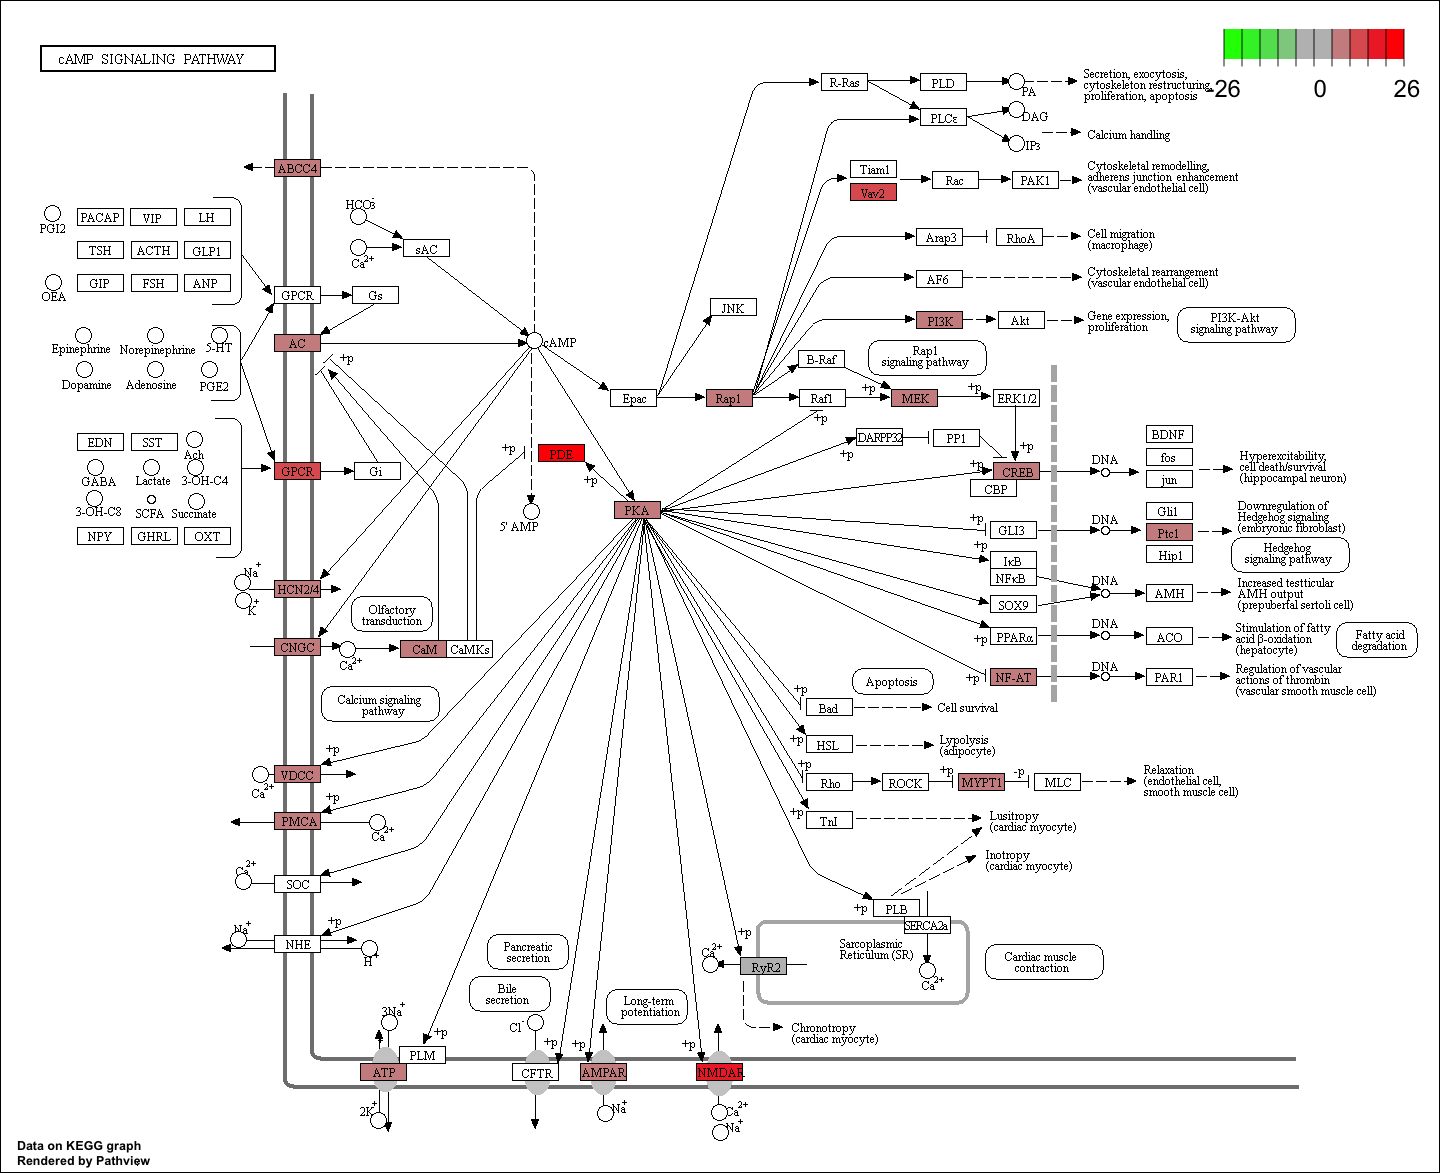 cAMP SIGNALING PATHWAY
-26
0
26
R-Ras
PLD
PA
Secretion, exocytosis,
cytoskeleton restructuring,
proliferation, apoptosis
PLCε
DAG
IP3
Calcium handling
ABCC4
Tiam1
Vav2
Rac
PAK1
Cytoskeletal remodelling,
adherens junction enhancement
(vascular endothelial cell)
PGI2
PACAP
VIP
LH
TSH
ACTH
GLP1
OEA
GIP
FSH
ANP
HCO3-
Ca2+
sAC
Arap3
RhoA
Cell migration
(macrophage)
AF6
Cytoskeletal rearrangement
(vascular endothelial cell)
GPCR
Gs
JNK
PI3K
Akt
Gene expression,
proliferation
PI3K-Akt
signaling pathway
Epinephrine
Norepinephrine
5-HT
AC
+p
cAMP
B-Raf
Rap1
signaling pathway
Dopamine
Adenosine
PGE2
Epac
Rap1
Raf1
+p
MEK
+p
ERK1/2
+p
EDN
SST
Ach
GABA
Lactate
3-OH-C4
3-OH-C8
SCFA
Succinate
NPY
GHRL
OXT
GPCR
Gi
+p
PDE
+p
5' AMP
PKA
DARPP32
+p
PP1
+p
+p
CREB
CBP
DNA
BDNF
fos
jun
Hyperexcitability,
cell death/survival
(hippocampal neuron)
+p
GLI3
DNA
Gli1
Ptc1
Hip1
Downregulation of
Hedgehog signaling
(embryonic fibroblast)
Hedgehog
signaling pathway
+p
IκB
NFκB
SOX9
DNA
AMH
Increased testticular
AMH output
(prepuberfal sertoli cell)
+p
PPARα
DNA
ACO
Stimulation of fatty
acid β-oxidation
(hepatocyte)
Fatty acid
degradation
+p
NF-AT
DNA
PAR1
Regulation of vascular
actions of thrombin
(vascular smooth muscle cell)
Na+
K+
HCN2/4
Olfactory
transduction
CNGC
Ca2+
CaM
CaMKs
Calcium signaling
pathway
Apoptosis
+p
Bad
Cell survival
+p
HSL
Lypolysis
(adipocyte)
+p
Rho
ROCK
+p
MYPT1
-p
MLC
Relaxation
(endothelial cell,
smooth muscle cell)
+p
TnI
Lusitropy
(cardiac myocyte)
Inotropy
(cardiac myocyte)
+p
VDCC
Ca2+
+p
PMCA
Ca2+
Ca2+
SOC
Na+
NHE
+p
H+
+p
PLB
SERCA2a
Sarcoplasmic
Reticulum (SR)
Ca2+
+p
Ca2+
RyR2
Cardiac muscle
contraction
Chronotropy
(cardiac myocyte)
Pancreatic
secretion
Bile
secretion
Long-term
potentiation
3Na+
+p
PLM
ATP
2K+
Cl-
+p
CFTR
+p
AMPAR
Na+
+p
NMDAR
Ca2+
Na+
Data on KEGG graph
Rendered by Pathview